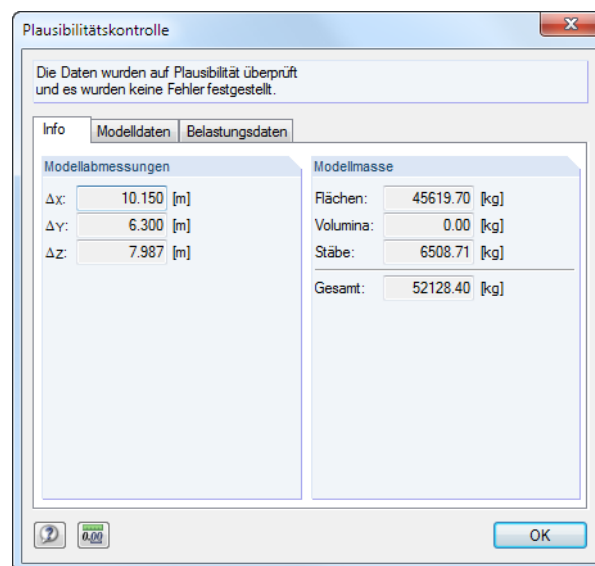 Plausibilitätskontrolle
Die Daten wurden auf Plausibilität überprüft
und es wurden keine Fehler festgestellt.
Info Modelldaten Belastungsdaten
Modellabmessungen
ΔX: 10.150 [m]
ΔY: 6.300 [m]
ΔZ: 7.987 [m]
Modellmasse
Flächen: 45619.70 [kg]
Volumina: 0.00 [kg]
Stäbe: 6508.71 [kg]
Gesamt: 52128.40 [kg]
0.00
OK